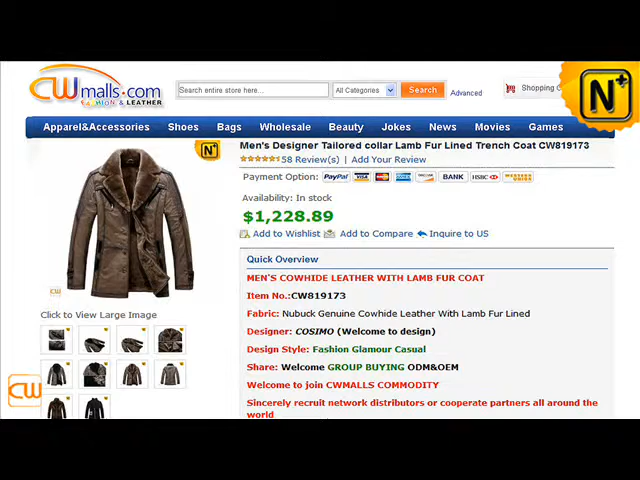 CWmalls.com
FASHION & LEATHER
Search entire store here...
All Categories
Search
Advanced
Shopping C
N+
Apparel&Accessories Shoes Bags Wholesale Beauty Jokes News Movies Games
N+
Men's Designer Tailored collar Lamb Fur Lined Trench Coat CW819173
58 Review(s) | Add Your Review
Payment Option: PayPal VISA BANK HSBC WESTERN UNION
Availability: In stock
$1,228.89
Add to Wishlist Add to Compare Inquire to US
Quick Overview
MEN'S COWHIDE LEATHER WITH LAMB FUR COAT
Item No.:CW819173
Fabric: Nubuck Genuine Cowhide Leather With Lamb Fur Lined
Designer: COSIMO (Welcome to design)
Design Style: Fashion Glamour Casual
Share: Welcome GROUP BUYING ODM&OEM
Welcome to join CWMALLS COMMODITY
Sincerely recruit network distributors or cooperate partners all around the
world
CW
Click to View Large Image
CW